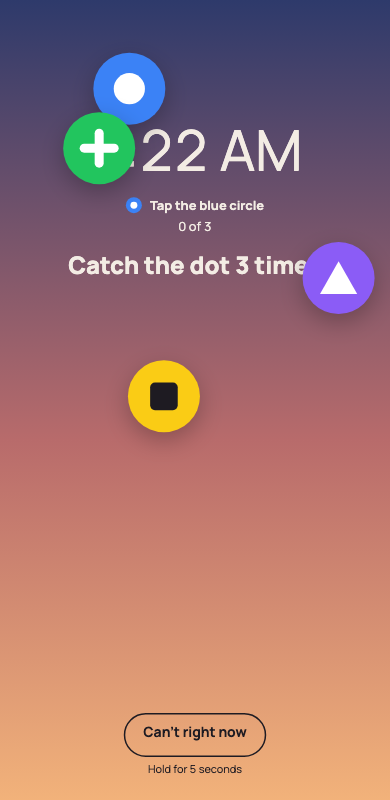 :22 AM
Tap the blue circle
0 of 3
Catch the dot 3 time
Can't right now
Hold for 5 seconds